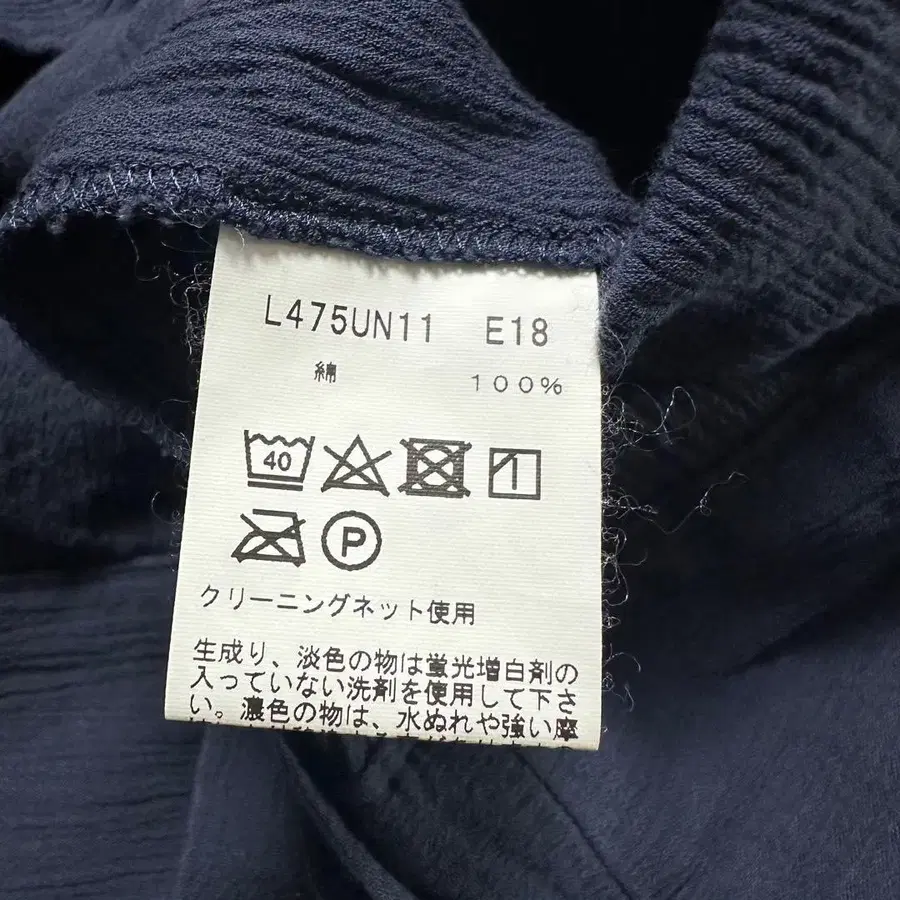 L475UN11 E18
綿 100%
40
P
クリーニングネット使用
生成り、淡色の物は蛍光増白剤の
入っていない洗剤を使用して下さ
い。濃色の物は、水ぬれや強い摩